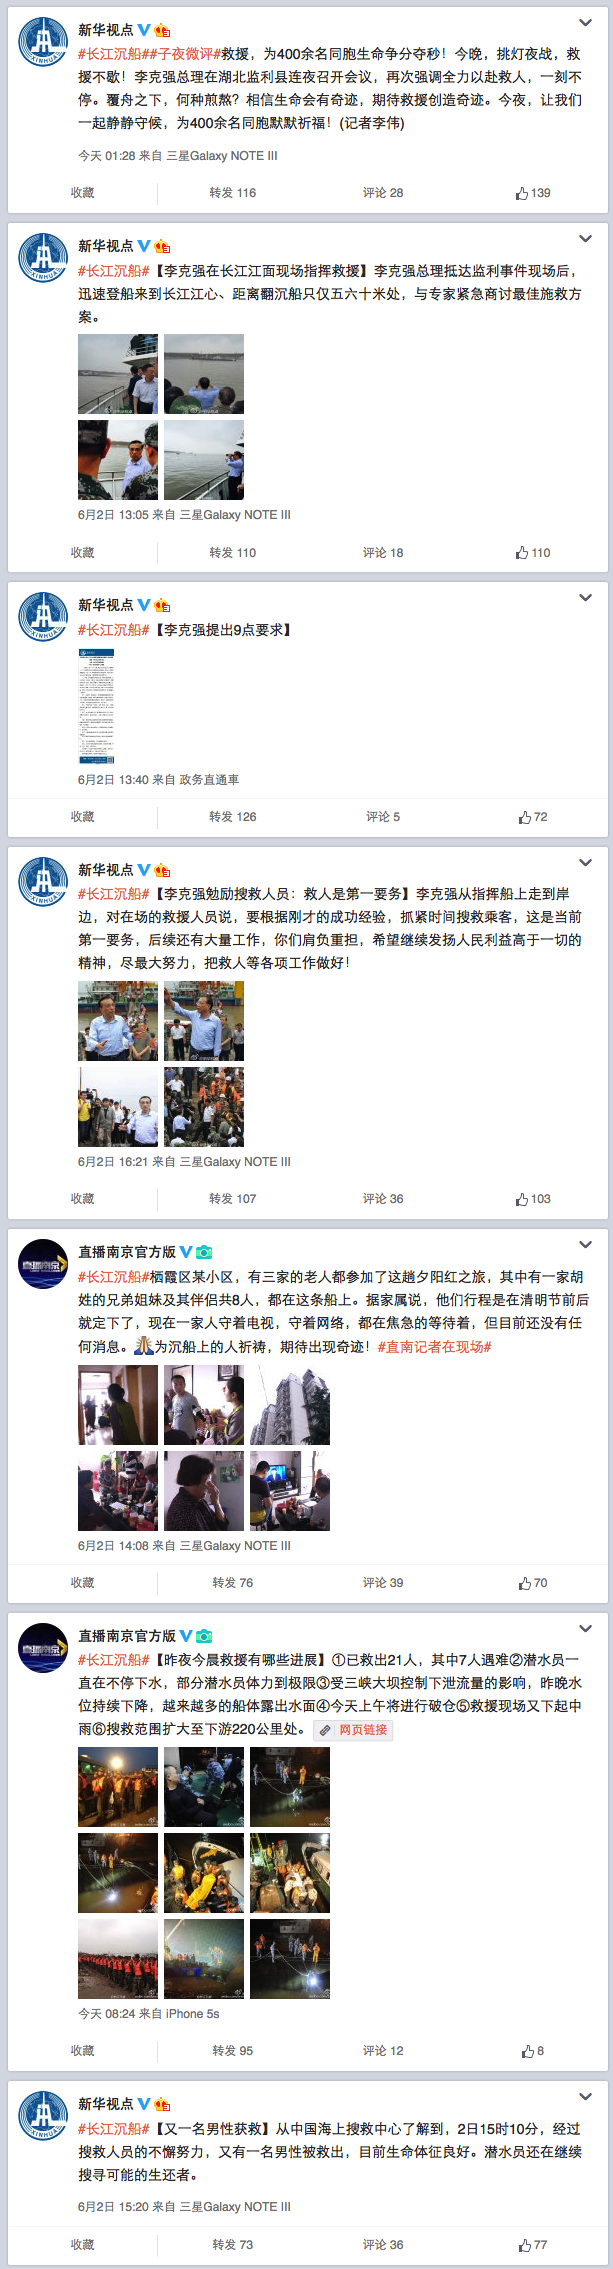 新华视点
#长江沉船##子夜微评#救援，为400余名同胞生命争分夺秒！今晚，挑灯夜战，救
援不歇！李克强总理在湖北监利县连夜召开会议，再次强调全力以赴救人，一刻不
停。覆舟之下，何种煎熬？相信生命会有奇迹，期待救援创造奇迹。今夜，让我们
一起静静守候，为400余名同胞默默祈福！(记者李伟)
今天 01:28 来自 三星Galaxy NOTE III
收藏 转发 116 评论 28 139
新华视点
#长江沉船#【李克强在长江江面现场指挥救援】李克强总理抵达监利事件现场后，
迅速登船来到长江江心、距离翻沉船只仅五六十米处，与专家紧急商讨最佳施救方
案。
6月2日 13:05 来自 三星Galaxy NOTE III
收藏 转发 110 评论 18 110
新华视点
#长江沉船#【李克强提出9点要求】
6月2日 13:40 来自 政务直通車
收藏 转发 126 评论 5 72
新华视点
#长江沉船#【李克强勉励搜救人员：救人是第一要务】李克强从指挥船上走到岸
边，对在场的救援人员说，要根据刚才的成功经验，抓紧时间搜救乘客，这是当前
第一要务，后续还有大量工作，你们肩负重担，希望继续发扬人民利益高于一切的
精神，尽最大努力，把救人等各项工作做好！
6月2日 16:21 来自 三星Galaxy NOTE III
收藏 转发 107 评论 36 103
直播南京官方版
#长江沉船#栖霞区某小区，有三家的老人都参加了这趟夕阳红之旅，其中有一家胡
姓的兄弟姐妹及其伴侣共8人，都在这条船上。据家属说，他们行程是在清明节前后
就定下了，现在一家人守着电视，守着网络，都在焦急的等待着，但目前还没有任
何消息。为沉船上的人祈祷，期待出现奇迹！#直南记者在现场#
6月2日 14:08 来自 三星Galaxy NOTE III
收藏 转发 76 评论 39 70
直播南京官方版
#长江沉船#【昨夜今晨救援有哪些进展】①已救出21人，其中7人遇难②潜水员一
直在不停下水，部分潜水员体力到极限③受三峡大坝控制下泄流量的影响，昨晚水
位持续下降，越来越多的船体露出水面④今天上午将进行破仓⑤救援现场又下起中
雨⑥搜救范围扩大至下游220公里处。 网页链接
今天 08:24 来自 iPhone 5s
收藏 转发 95 评论 12 8
新华视点
#长江沉船#【又一名男性获救】从中国海上搜救中心了解到，2日15时10分，经过
搜救人员的不懈努力，又有一名男性被救出，目前生命体征良好。潜水员还在继续
搜寻可能的生还者。
6月2日 15:20 来自 三星Galaxy NOTE III
收藏 转发 73 评论 36 77